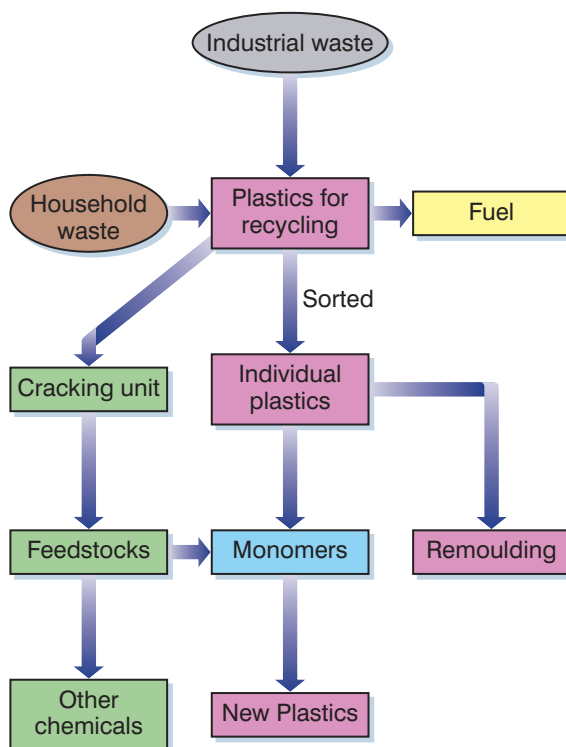 Industrial waste
Household
waste
Plastics for
recycling
Fuel
Sorted
Cracking unit
Individual
plastics
Feedstocks
Monomers
Remoulding
Other
chemicals
New Plastics